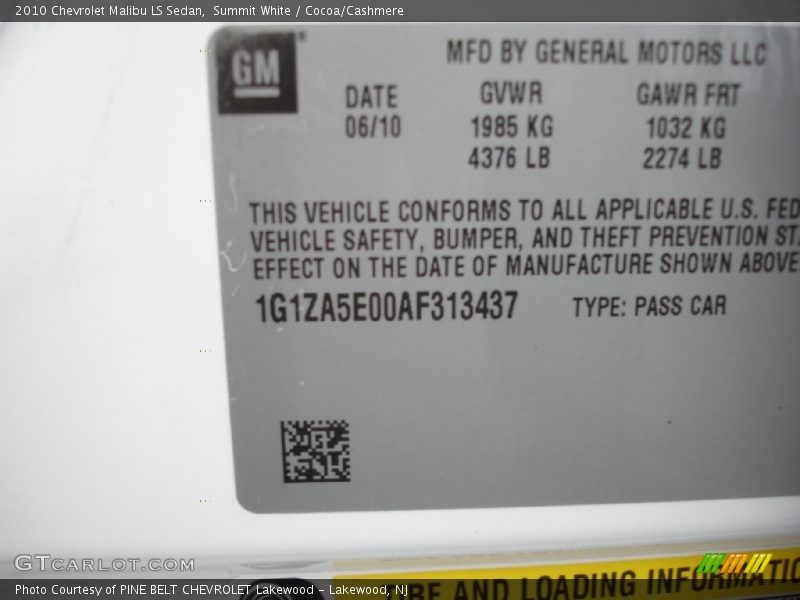 2010 Chevrolet Malibu LS Sedan, Summit White / Cocoa/Cashmere
GM
MFD BY GENERAL MOTORS LLC
DATE GVWR GAWR FRT
06/10 1985 KG 1032 KG
4376 LB 2274 LB
THIS VEHICLE CONFORMS TO ALL APPLICABLE U.S. FED
VEHICLE SAFETY, BUMPER, AND THEFT PREVENTION ST
EFFECT ON THE DATE OF MANUFACTURE SHOWN ABOVE
1G1ZA5E00AF313437 TYPE: PASS CAR
GTCARLOT.COM
TIRE AND LOADING INFORMATIO
Photo Courtesy of PINE BELT CHEVROLET Lakewood - Lakewood, NJ